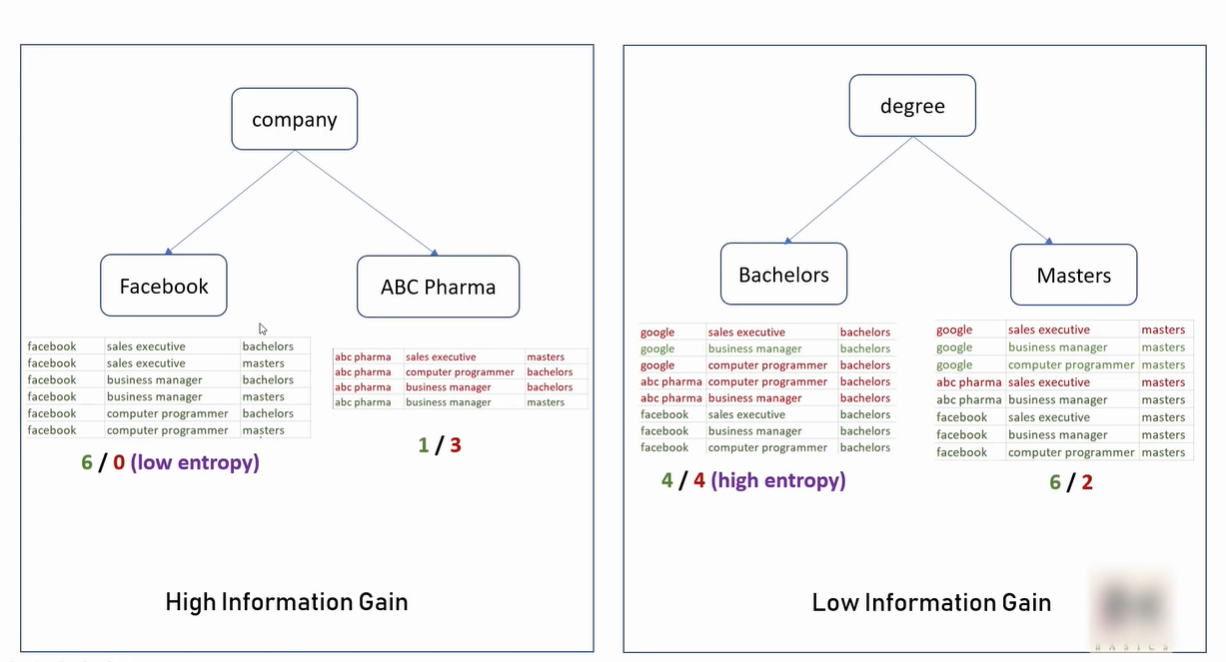 company
Facebook
ABC Pharma
facebook sales executive bachelors
facebook sales executive masters
facebook business manager bachelors
facebook business manager masters
facebook computer programmer bachelors
facebook computer programmer masters
6 / 0 (low entropy)
abc pharma sales executive masters
abc pharma computer programmer bachelors
abc pharma business manager bachelors
abc pharma business manager masters
1 / 3
High Information Gain
degree
Bachelors
Masters
google sales executive bachelors
google business manager bachelors
google computer programmer bachelors
abc pharma computer programmer bachelors
abc pharma business manager bachelors
facebook sales executive bachelors
facebook business manager bachelors
facebook computer programmer bachelors
4 / 4 (high entropy)
google sales executive masters
google business manager masters
google computer programmer masters
abc pharma sales executive masters
abc pharma business manager masters
facebook sales executive masters
facebook business manager masters
facebook computer programmer masters
6 / 2
Low Information Gain
BASICS